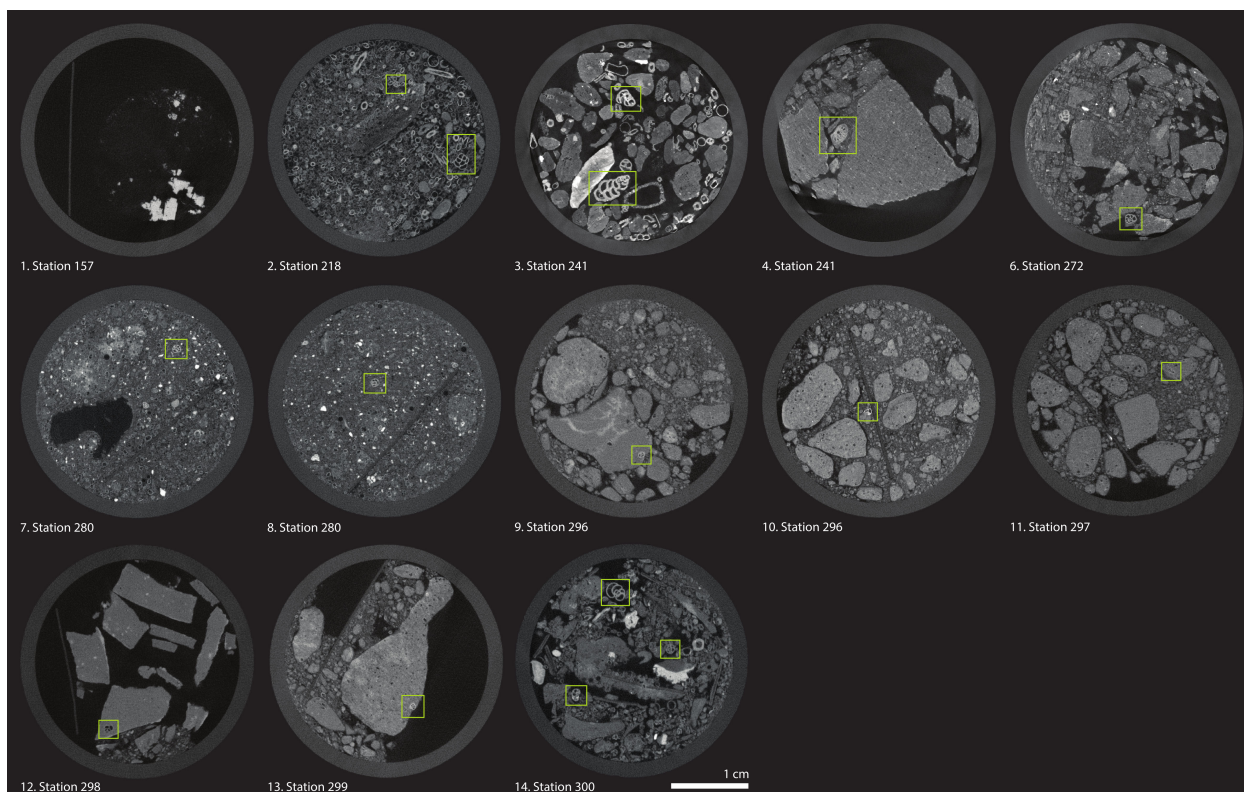 1. Station 157
2. Station 218
3. Station 241
4. Station 241
6. Station 272
7. Station 280
8. Station 280
9. Station 296
10. Station 296
11. Station 297
12. Station 298
13. Station 299
14. Station 300
1 cm